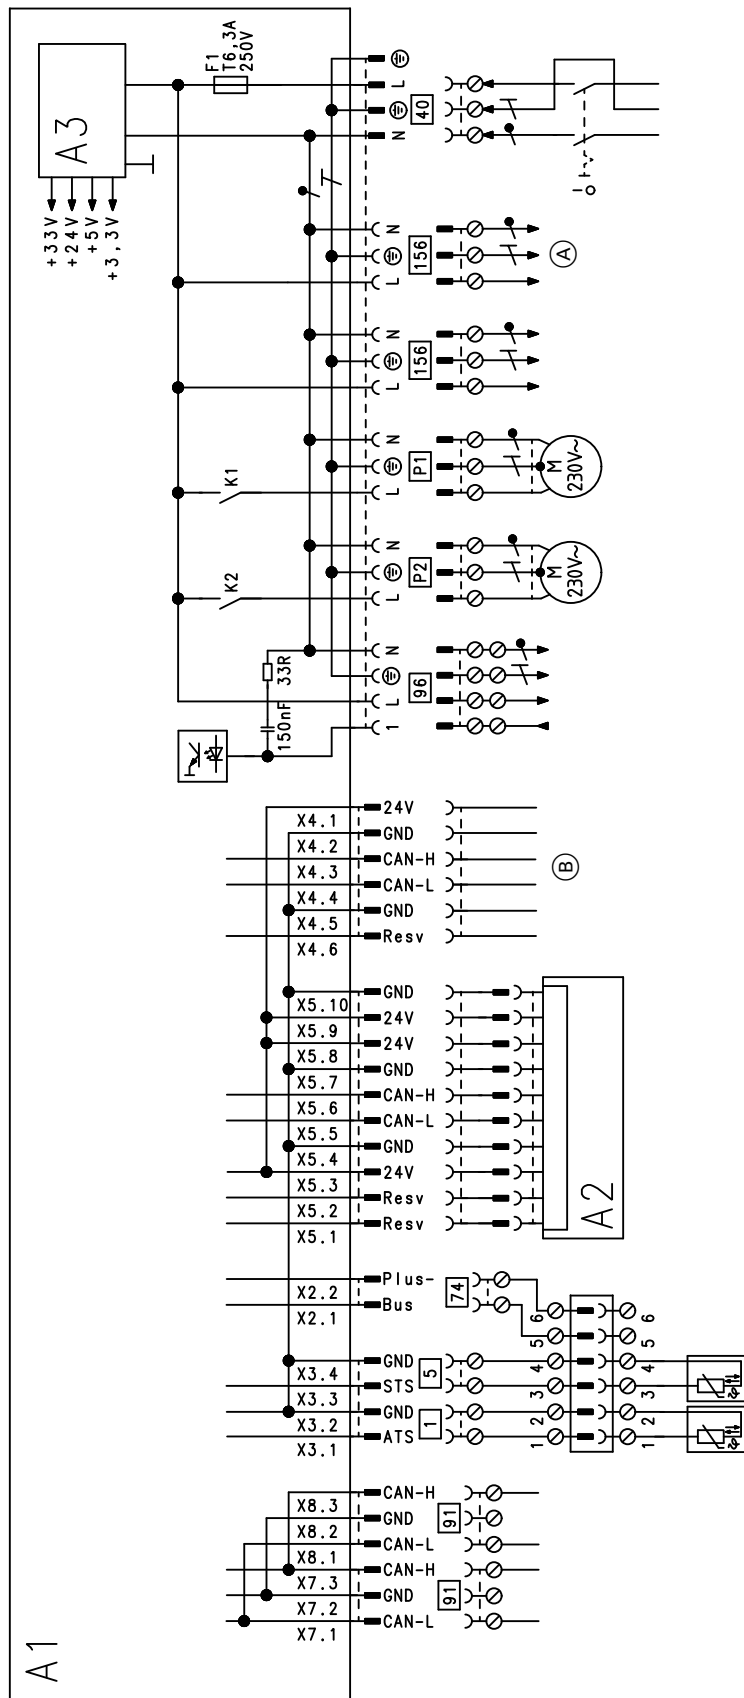 A3
+33V
+24V
+5V
+3,3V
F1
T6,3A
250V
L
40
N
N
156
L
A
N
156
L
K1
N
P1
L
M
230V~
K2
N
P2
L
M
230V~
33R
150nF
N
96
L
1
X4.1 24V
X4.2 GND
X4.3 CAN-H
X4.4 CAN-L
X4.5 GND
X4.6 Resv
B
X5.10 GND
X5.9 24V
X5.8 24V
X5.7 GND
X5.6 CAN-H
X5.5 CAN-L
X5.4 GND
X5.3 24V
X5.2 Resv
X5.1 Resv
A2
X2.2 Plus-
X2.1 Bus
74
6 6
5 5
X3.4 GND
X3.3 STS
5
4 4
3 3
X3.2 GND
X3.1 ATS
1
2 2
1 1
X8.3 CAN-H
X8.2 GND
X8.1 CAN-L
91
X7.3 CAN-H
X7.2 GND
X7.1 CAN-L
91
A1